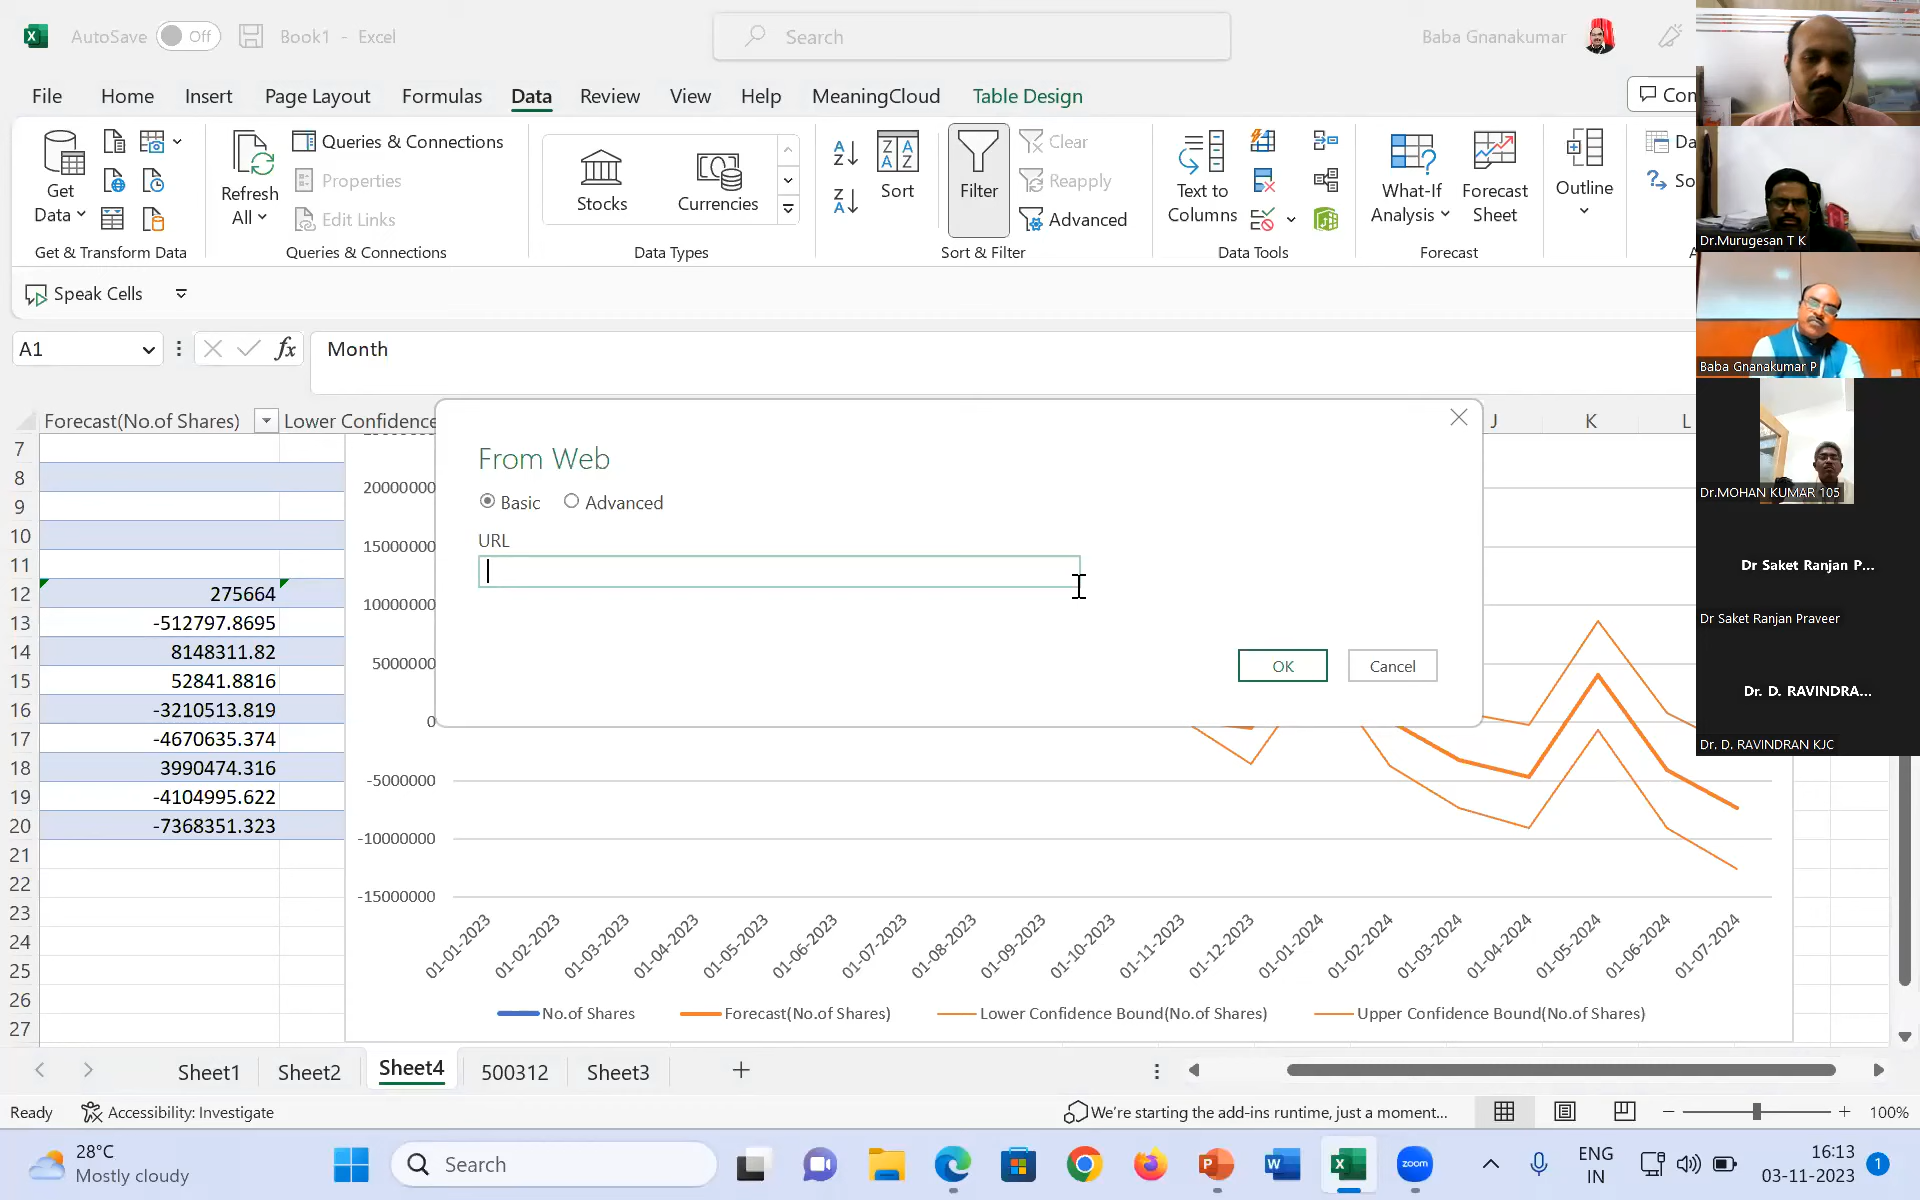 AutoSave Off Book1 - Excel
Search
Baba Gnanakumar
File Home Insert Page Layout Formulas Data Review View Help MeaningCloud Table Design
Get Data
Refresh All
Queries & Connections
Properties
Edit Links
Stocks
Currencies
Sort
Filter
Clear
Reapply
Advanced
Text to Columns
What-If Analysis
Forecast Sheet
Outline
Get & Transform Data
Queries & Connections
Data Types
Sort & Filter
Data Tools
Forecast
Speak Cells
A1
fx
Month
Forecast(No.of Shares) Lower Confidence
J K L
7
8
9
10
11
12 275664
13 -512797.8695
14 8148311.82
15 52841.8816
16 -3210513.819
17 -4670635.374
18 3990474.316
19 -4104995.622
20 -7368351.323
21
22
23
24
25
26
27
From Web
Basic Advanced
URL
OK Cancel
20000000
15000000
10000000
5000000
0
-5000000
-10000000
-15000000
01-01-2023
01-02-2023
01-03-2023
01-04-2023
01-05-2023
01-06-2023
01-07-2023
01-08-2023
01-09-2023
01-10-2023
01-11-2023
01-12-2023
01-01-2024
01-02-2024
01-03-2024
01-04-2024
01-05-2024
01-06-2024
01-07-2024
No.of Shares Forecast(No.of Shares) Lower Confidence Bound(No.of Shares) Upper Confidence Bound(No.of Shares)
Dr.Murugesan T K
Baba Gnanakumar P
Dr.MOHAN KUMAR 105
Dr Saket Ranjan P...
Dr Saket Ranjan Praveer
Dr. D. RAVINDRA...
Dr. D. RAVINDRAN KJC
Sheet1 Sheet2 Sheet4 500312 Sheet3
Ready Accessibility: Investigate
We're starting the add-ins runtime, just a moment...
100%
28°C
Mostly cloudy
Search
zoom
ENG
IN
16:13
03-11-2023
1